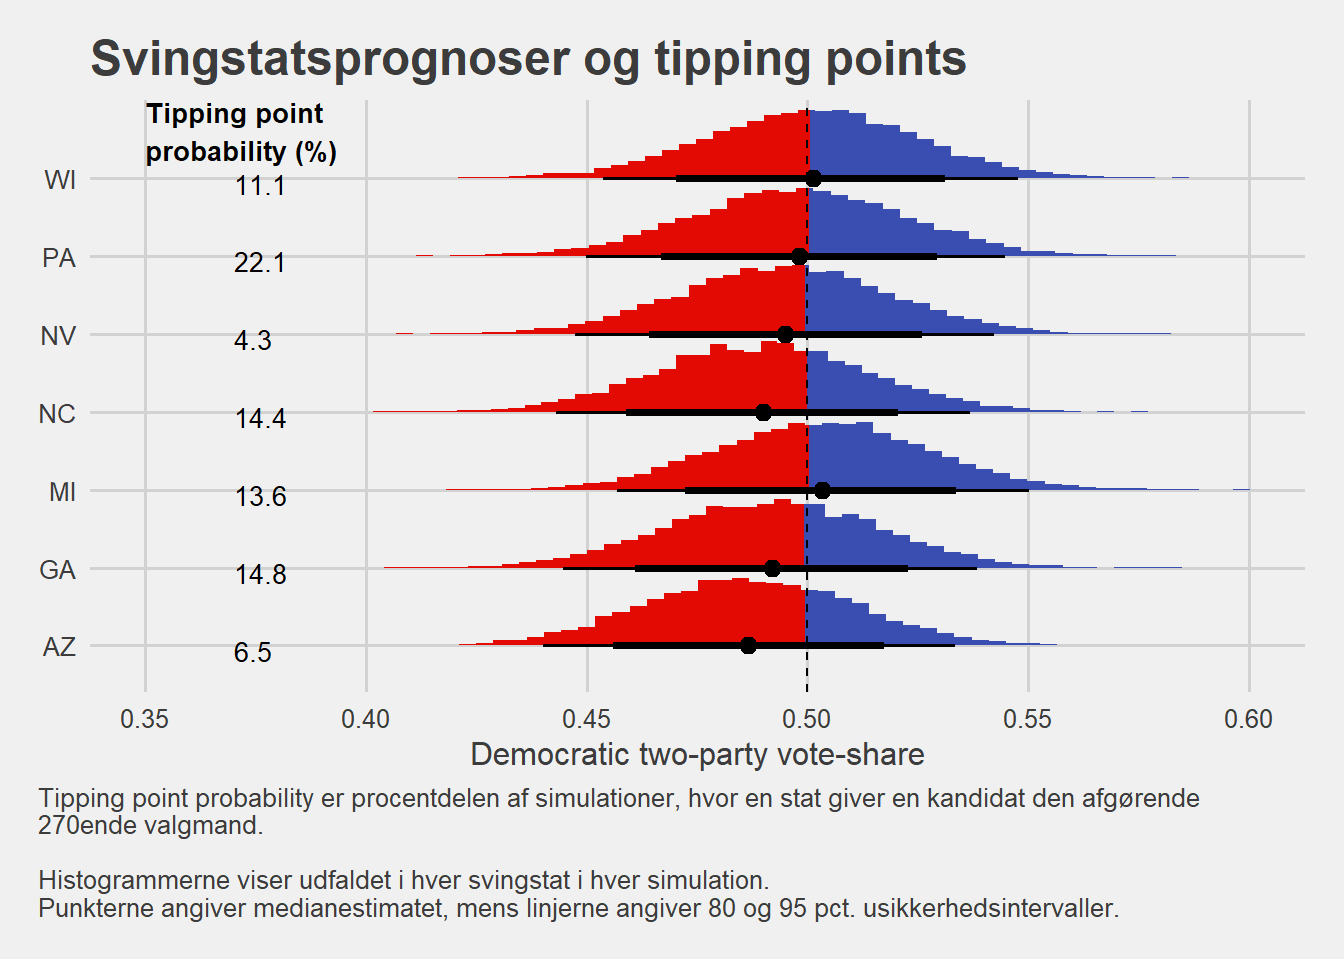 Svingstatsprognoser og tipping points
Tipping point
probability (%)
WI
11.1
PA
22.1
NV
4.3
NC
14.4
MI
13.6
GA
14.8
AZ
6.5
0.35 0.40 0.45 0.50 0.55 0.60
Democratic two-party vote-share
Tipping point probability er procentdelen af simulationer, hvor en stat giver en kandidat den afgørende
270ende valgmand.
Histogrammerne viser udfaldet i hver svingstat i hver simulation.
Punkterne angiver medianestimatet, mens linjerne angiver 80 og 95 pct. usikkerhedsintervaller.